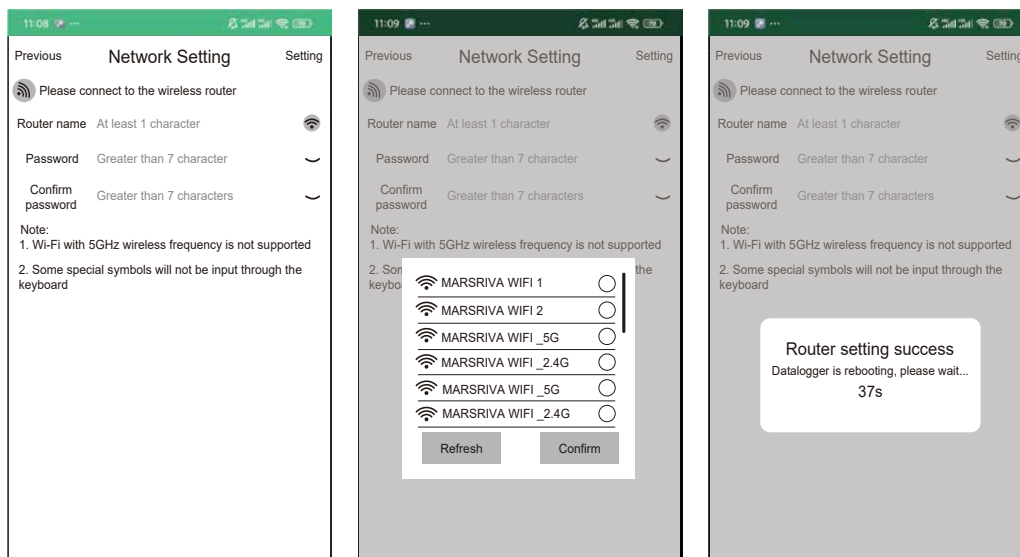 11:08 ...
Previous Network Setting Setting
Please connect to the wireless router
Router name At least 1 character
Password Greater than 7 character
Confirm password Greater than 7 characters
Note:
1. Wi-Fi with 5GHz wireless frequency is not supported
2. Some special symbols will not be input through the
keyboard
11:09 ...
Previous Network Setting Setting
Please connect to the wireless router
Router name At least 1 character
Password Greater than 7 character
Confirm password Greater than 7 characters
Note:
1. Wi-Fi with 5GHz wireless frequency is not supported
2. Som the
keybo
MARSRIVA WIFI 1
MARSRIVA WIFI 2
MARSRIVA WIFI _5G
MARSRIVA WIFI _2.4G
MARSRIVA WIFI _5G
MARSRIVA WIFI _2.4G
Refresh Confirm
11:09 ...
Previous Network Setting Setting
Please connect to the wireless router
Router name At least 1 character
Password Greater than 7 character
Confirm password Greater than 7 characters
Note:
1. Wi-Fi with 5GHz wireless frequency is not supported
2. Some special symbols will not be input through the
keyboard
Router setting success
Datalogger is rebooting, please wait...
37s